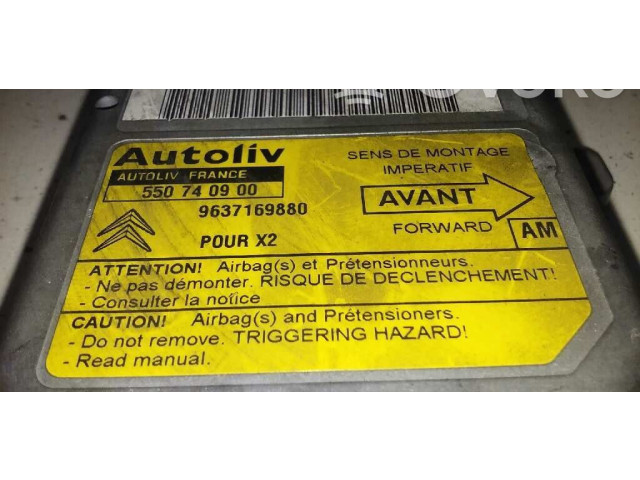 Autoliv
AUTOLIV FRANCE
550 74 09 00
9637169880
POUR X2
SENS DE MONTAGE
IMPERATIF
AVANT
FORWARD
AM
ATTENTION! Airbag(s) et Prétensionneurs.
- Ne pas démonter. RISQUE DE DECLENCHEMENT!
- Consulter la notice
CAUTION! Airbag(s) and Prétensioners.
- Do not remove. TRIGGERING HAZARD!
- Read manual.